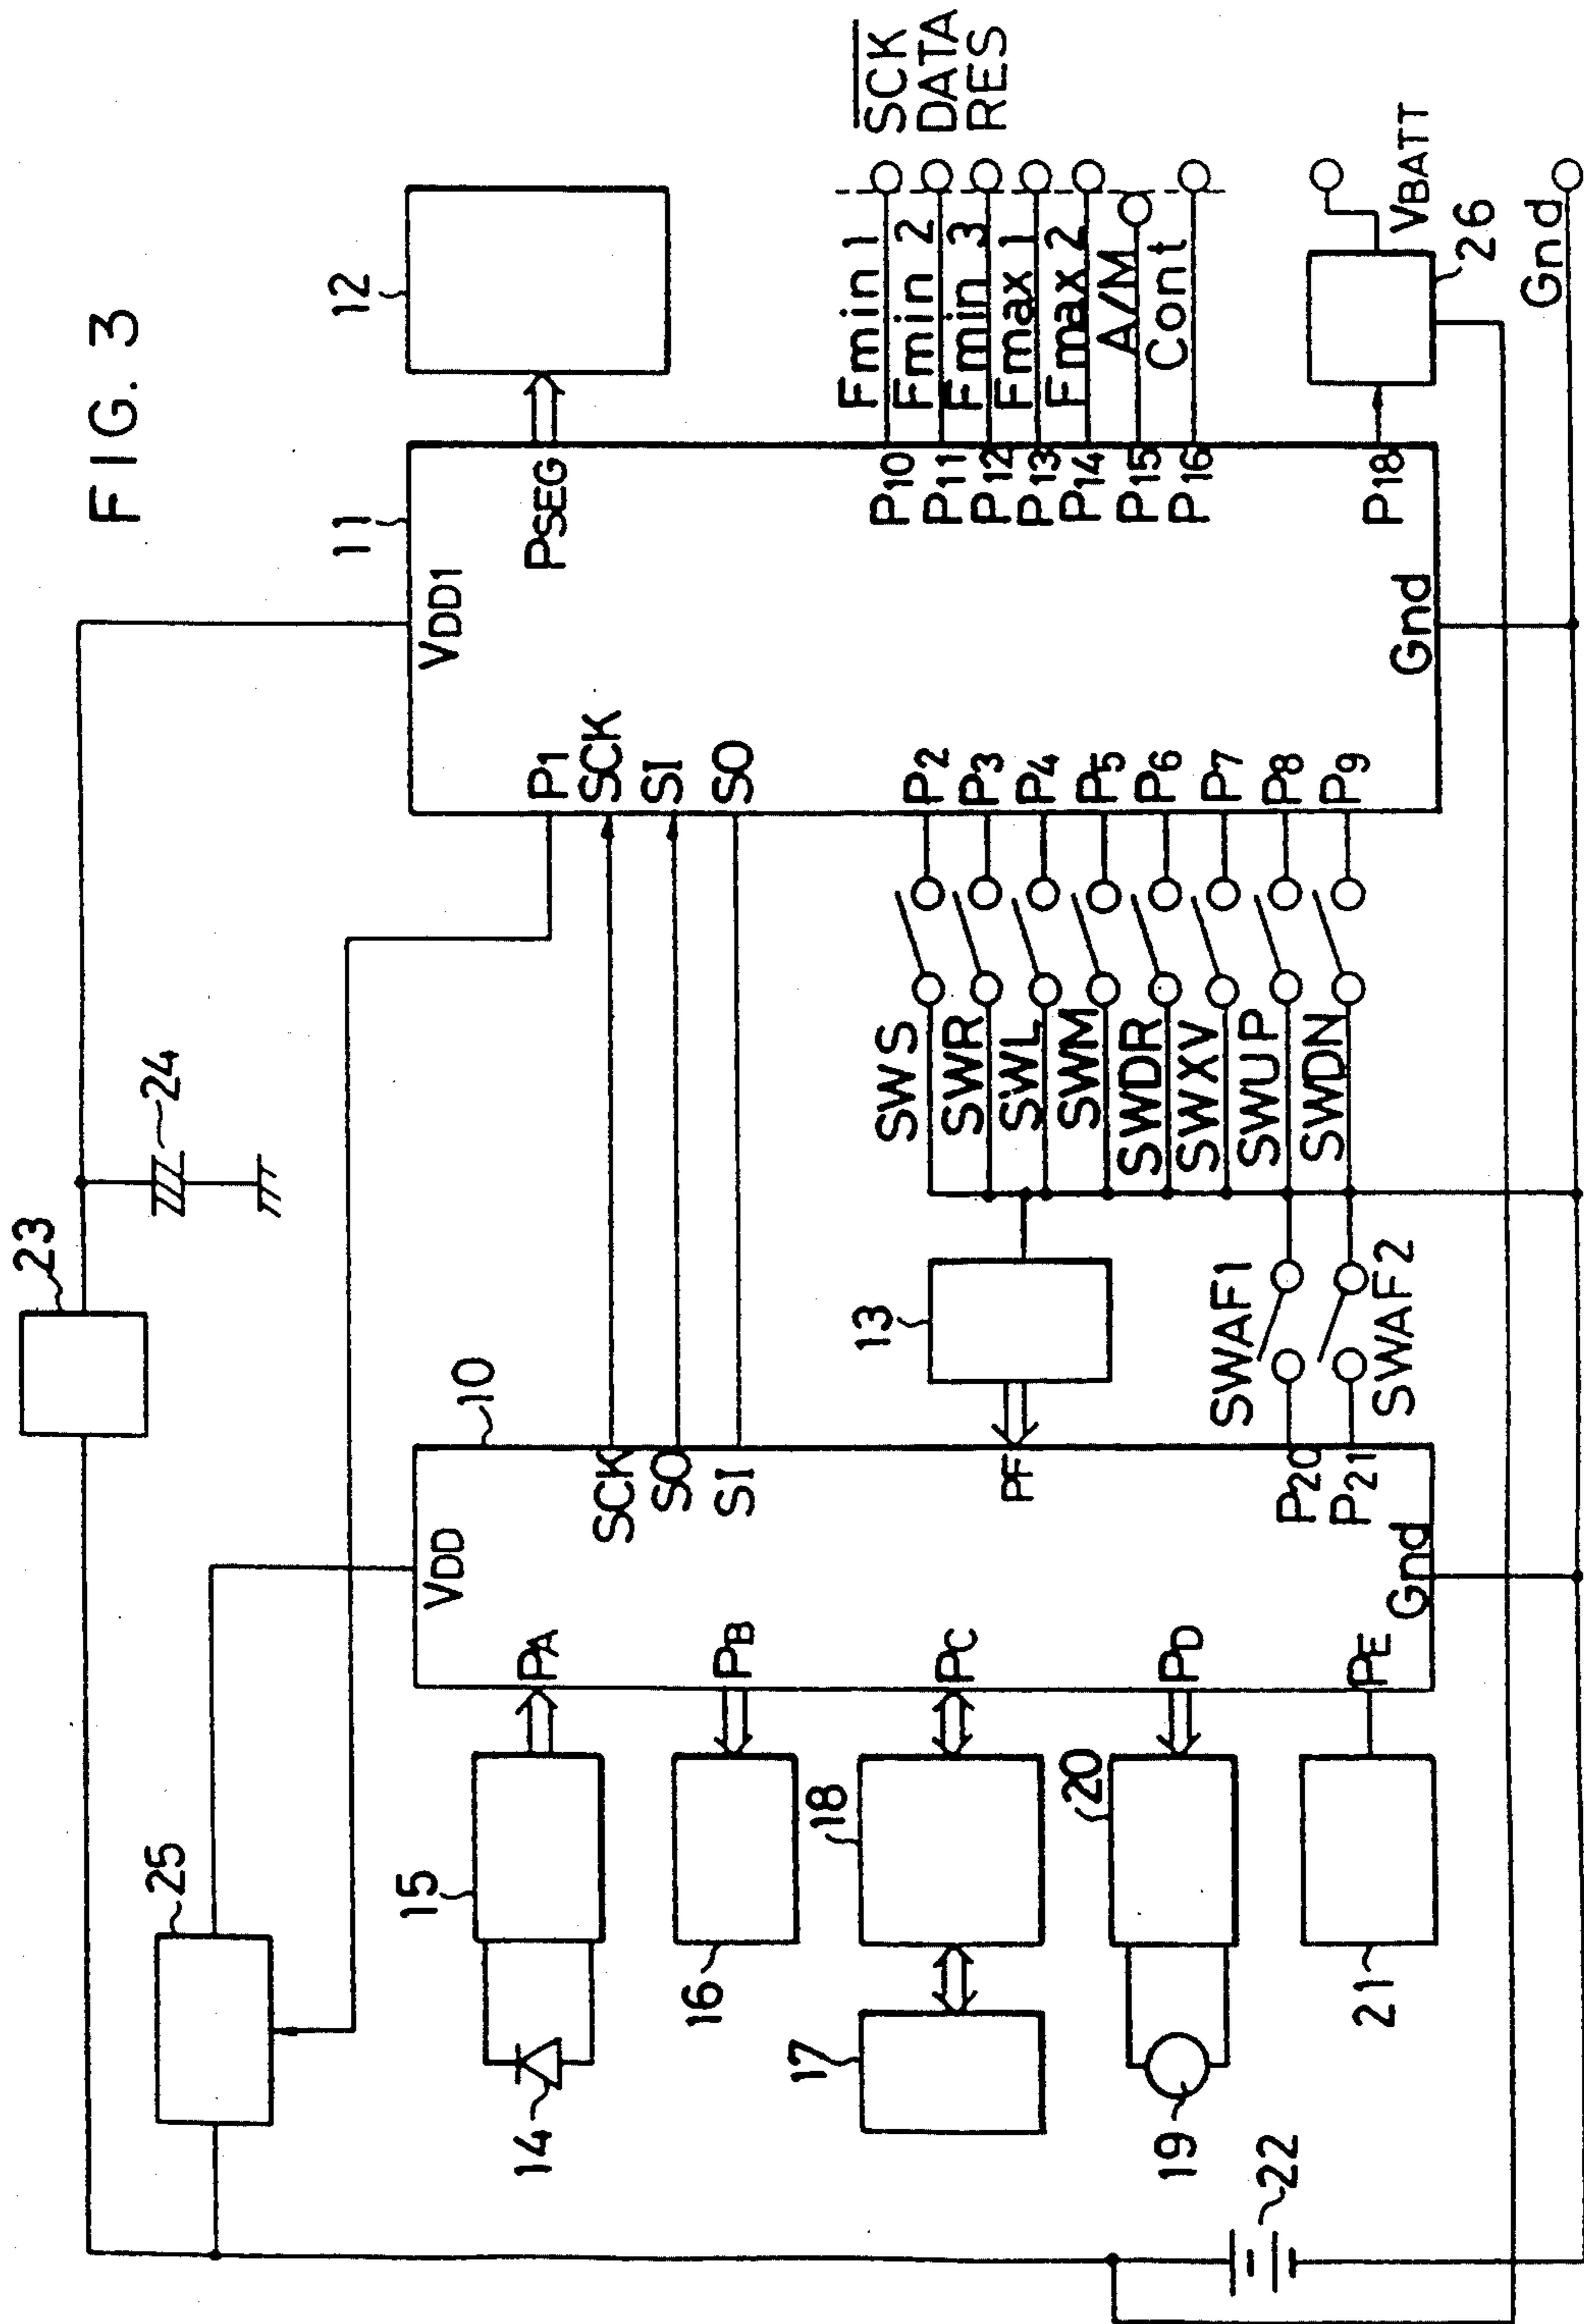 FIG. 3
23
24
25
11
VDD1
PSEG
12
P1
SCK
SI
SO
10
VDD
SCK
SO
SI
PF
P20
P21
Gnd
PA
PB
PC
PD
PE
15
14
16
18
17
20
19
21
22
13
SWS
SWR
SWL
SWM
SWDR
SWXV
SWUP
SWDN
SWAF1
SWAF2
P2
P3
P4
P5
P6
P7
P8
P9
P10
P11
P12
P13
P14
P15
P16
P18
Gnd
Fmin 1
Fmin 2
Fmin 3
Fmax 1
Fmax 2
A/M
Cont
SCK
DATA
RES
VBATT
26
Gnd